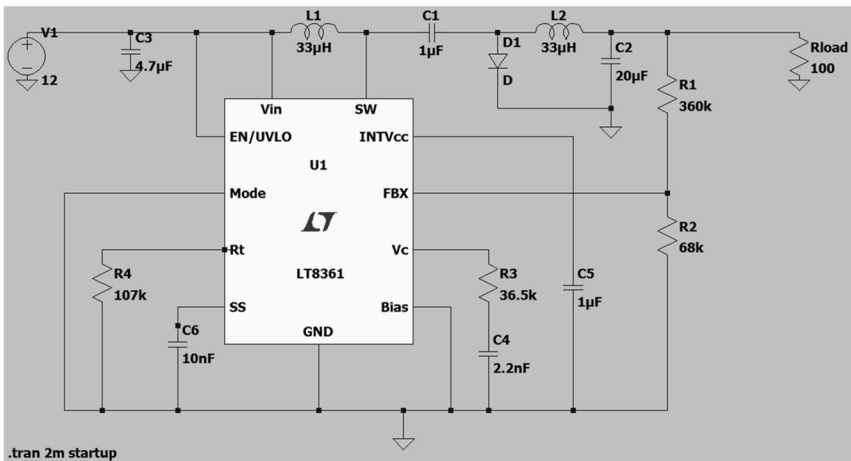 V1
12
C3
4.7µF
L1
33µH
C1
1µF
D1
D
L2
33µH
C2
20µF
R1
360k
Rload
100
Vin
SW
EN/UVLO
INTVcc
U1
Mode
FBX
Rt
Vc
LT8361
SS
Bias
GND
R4
107k
C6
10nF
R3
36.5k
C4
2.2nF
C5
1µF
R2
68k
.tran 2m startup